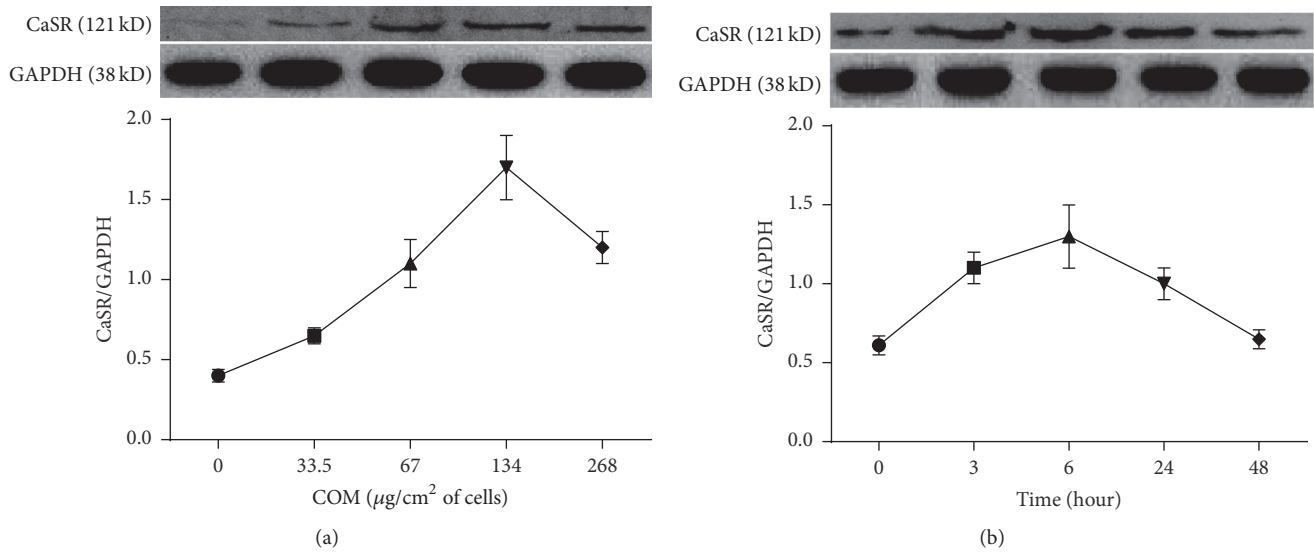 CaSR (121 kD)
GAPDH (38 kD)
2.0
1.5
1.0
0.5
0.0
CaSR/GAPDH
0 33.5 67 134 268
COM (μg/cm² of cells)
(a)
CaSR (121 kD)
GAPDH (38 kD)
2.0
1.5
1.0
0.5
0.0
CaSR/GAPDH
0 3 6 24 48
Time (hour)
(b)